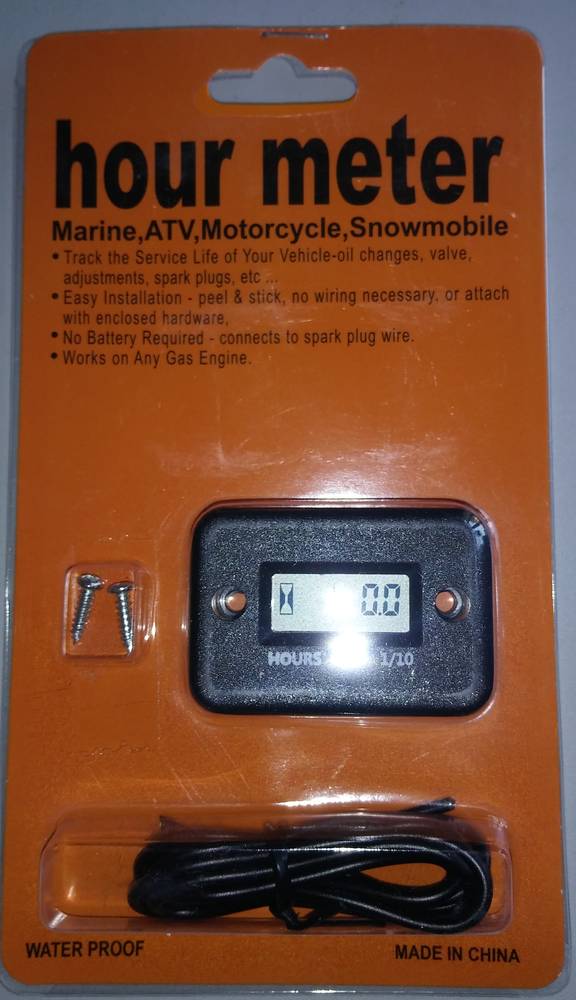 hour meter
Marine,ATV,Motorcycle,Snowmobile
• Track the Service Life of Your Vehicle-oil changes, valve,
adjustments, spark plugs, etc ...
• Easy Installation - peel & stick, no wiring necessary. or attach
with enclosed hardware,
• No Battery Required - connects to spark plug wire.
• Works on Any Gas Engine.
0.0
HOURS 1/10
WATER PROOF
MADE IN CHINA